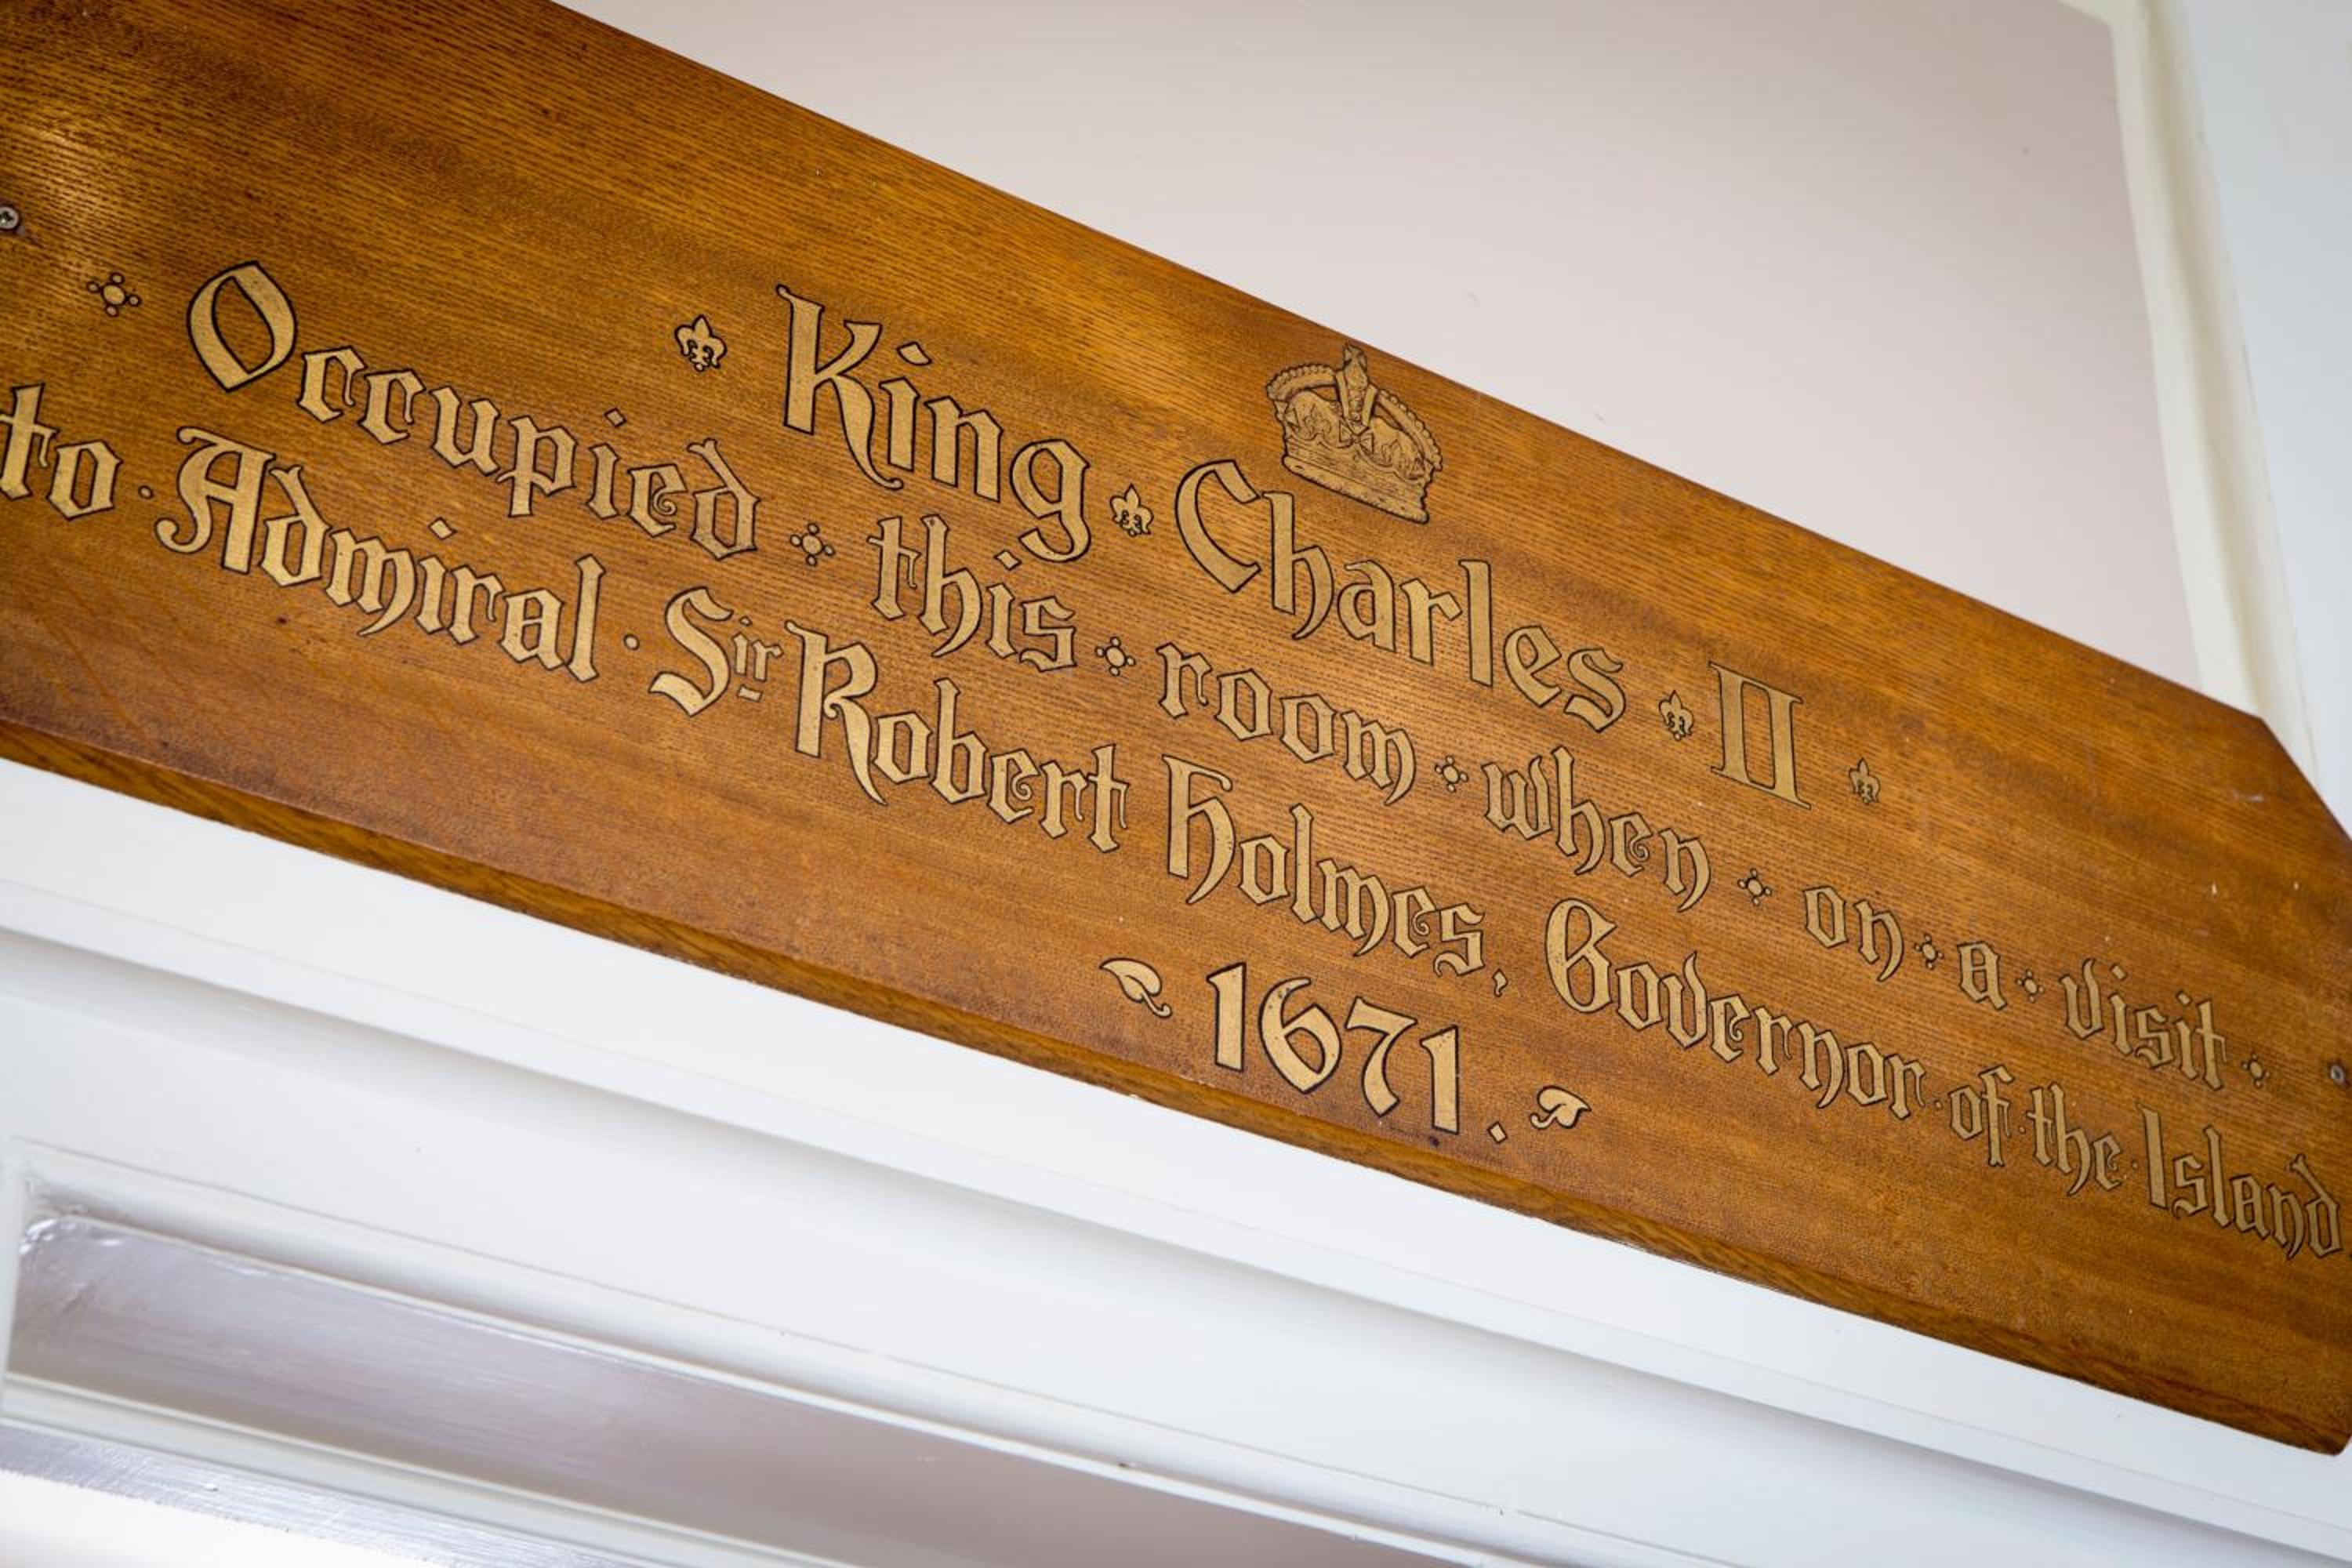 King Charles II
Occupied this room when on a visit
to Admiral Sir Robert Holmes, Governor of the Island
1671.